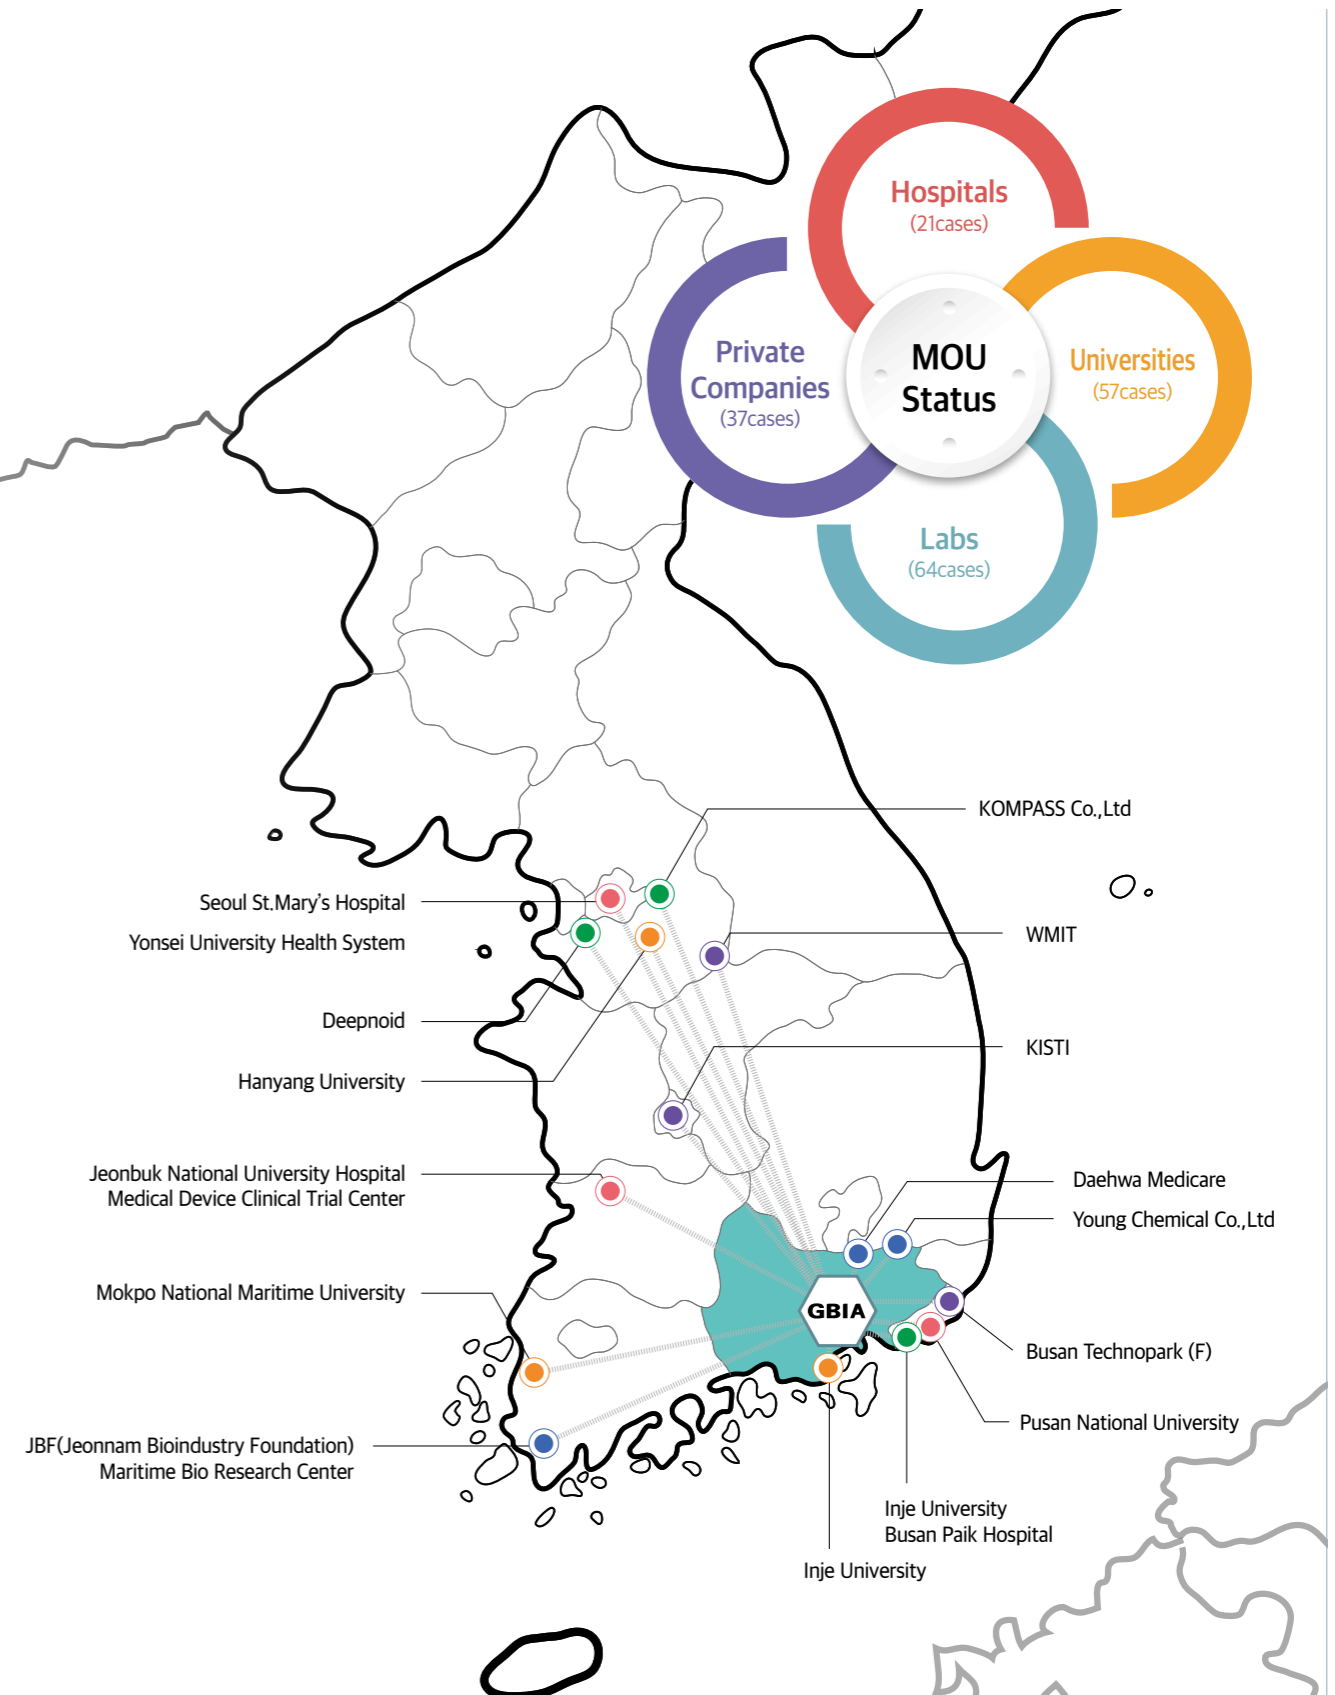 Hospitals
(21cases)
Private
Companies
(37cases)
MOU
Status
Universities
(57cases)
Labs
(64cases)
KOMPASS Co.,Ltd
Seoul St.Mary's Hospital
Yonsei University Health System
WMIT
Deepnoid
KISTI
Hanyang University
Jeonbuk National University Hospital
Medical Device Clinical Trial Center
Daehwa Medicare
Young Chemical Co.,Ltd
Mokpo National Maritime University
GBIA
Busan Technopark (F)
Pusan National University
JBF(Jeonnam Bioindustry Foundation)
Maritime Bio Research Center
Inje University
Busan Paik Hospital
Inje University